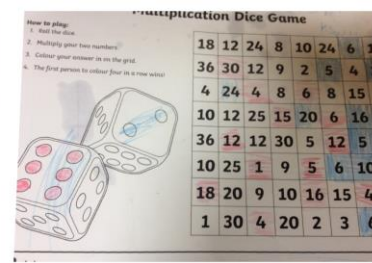 Multiplication Dice Game
How to play:
1. Roll the dice.
2. Multiply your two numbers
3. Colour your answer in on the grid.
4. The first person to colour four in a row wins!
18 12 24 8 10 24 6
36 30 12 9 2 5 4
4 24 4 8 6 8 15
10 12 25 15 20 6 16
36 12 12 30 5 12 5
10 25 1 9 5 6 10
18 20 9 10 16 15 4
1 30 4 20 2 3